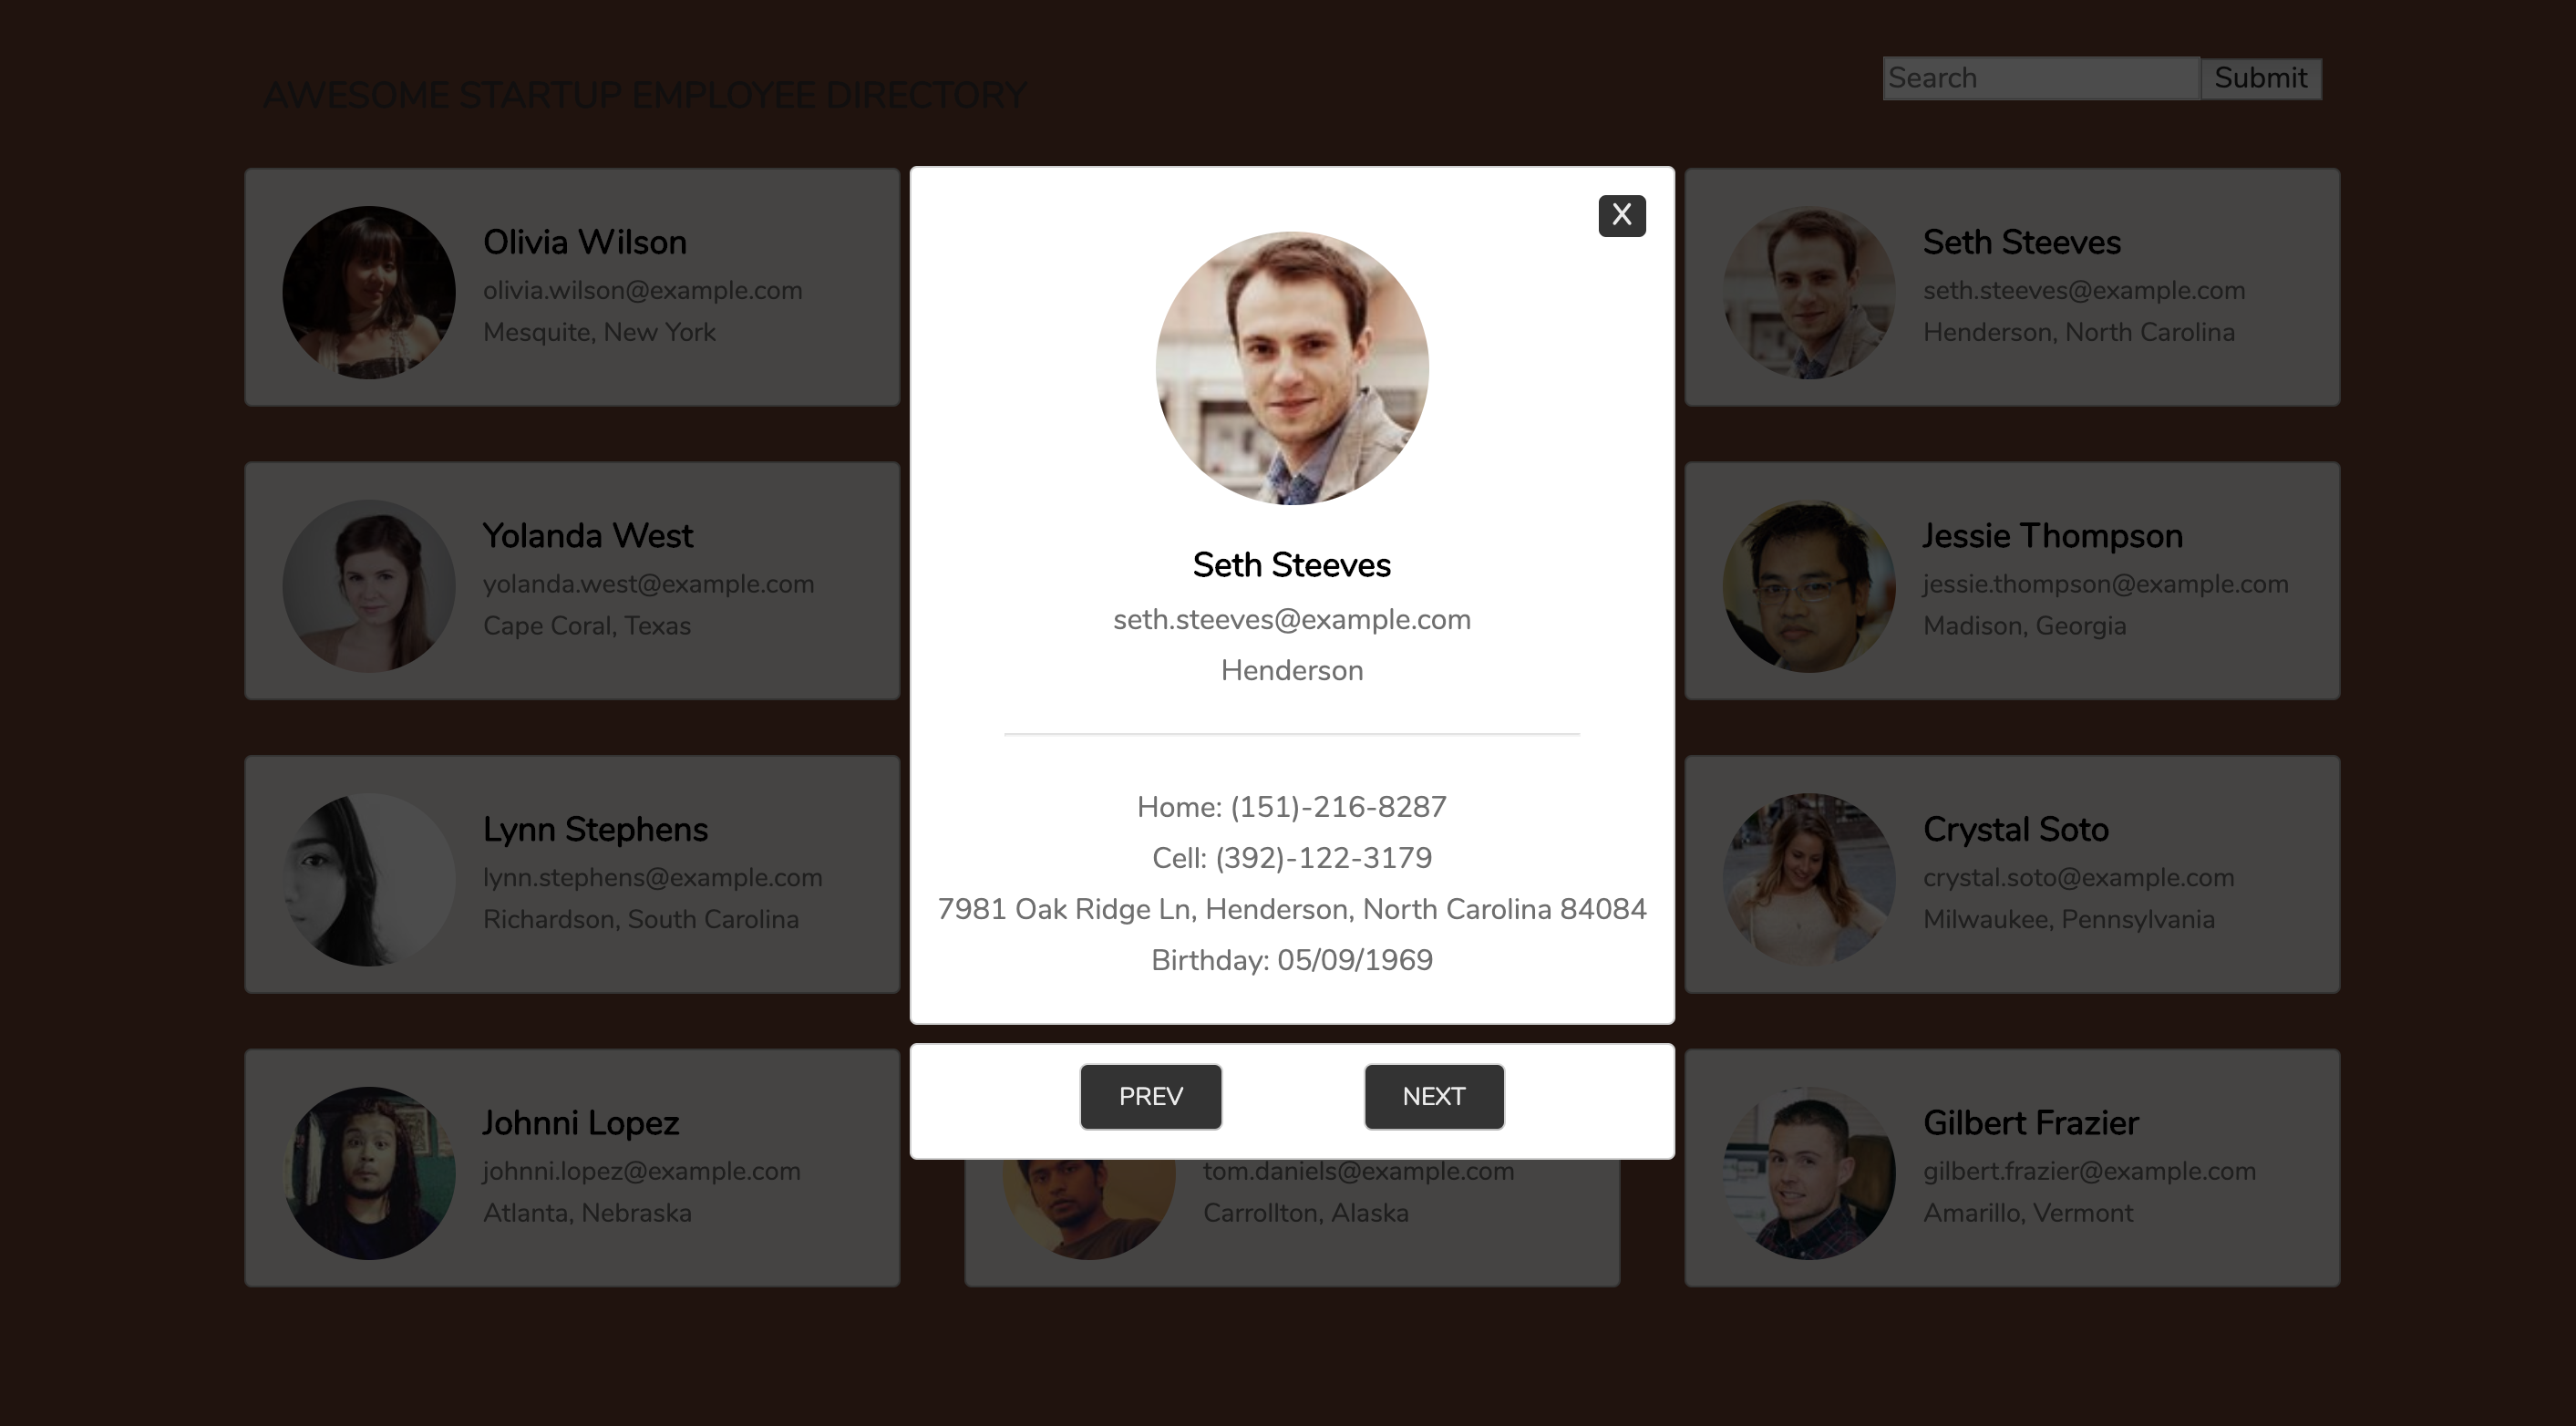 AWESOME STARTUP EMPLOYEE DIRECTORY
Search
Submit
Olivia Wilson
olivia.wilson@example.com
Mesquite, New York
X
Seth Steeves
seth.steeves@example.com
Henderson
Home: (151)-216-8287
Cell: (392)-122-3179
7981 Oak Ridge Ln, Henderson, North Carolina 84084
Birthday: 05/09/1969
PREV
NEXT
Seth Steeves
seth.steeves@example.com
Henderson, North Carolina
Yolanda West
yolanda.west@example.com
Cape Coral, Texas
Jessie Thompson
jessie.thompson@example.com
Madison, Georgia
Lynn Stephens
lynn.stephens@example.com
Richardson, South Carolina
Crystal Soto
crystal.soto@example.com
Milwaukee, Pennsylvania
Johnni Lopez
johnni.lopez@example.com
Atlanta, Nebraska
tom.daniels@example.com
Carrollton, Alaska
Gilbert Frazier
gilbert.frazier@example.com
Amarillo, Vermont